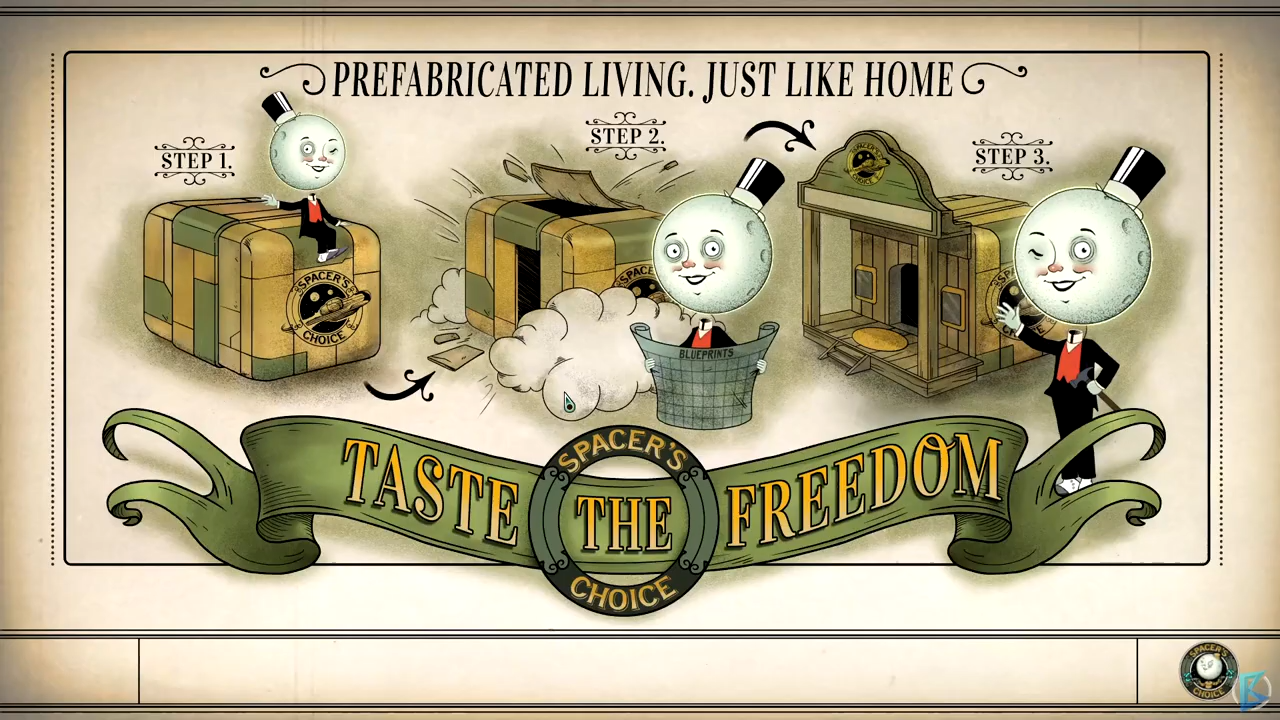 PREFABRICATED LIVING. JUST LIKE HOME
STEP 1.
STEP 2.
STEP 3.
SPACER'S
CHOICE
SPACER'S
SPACER'S
CHOICE
BLUEPRINTS
SPACER'S
TASTE THE FREEDOM
CHOICE
SPACER'S
CHOICE